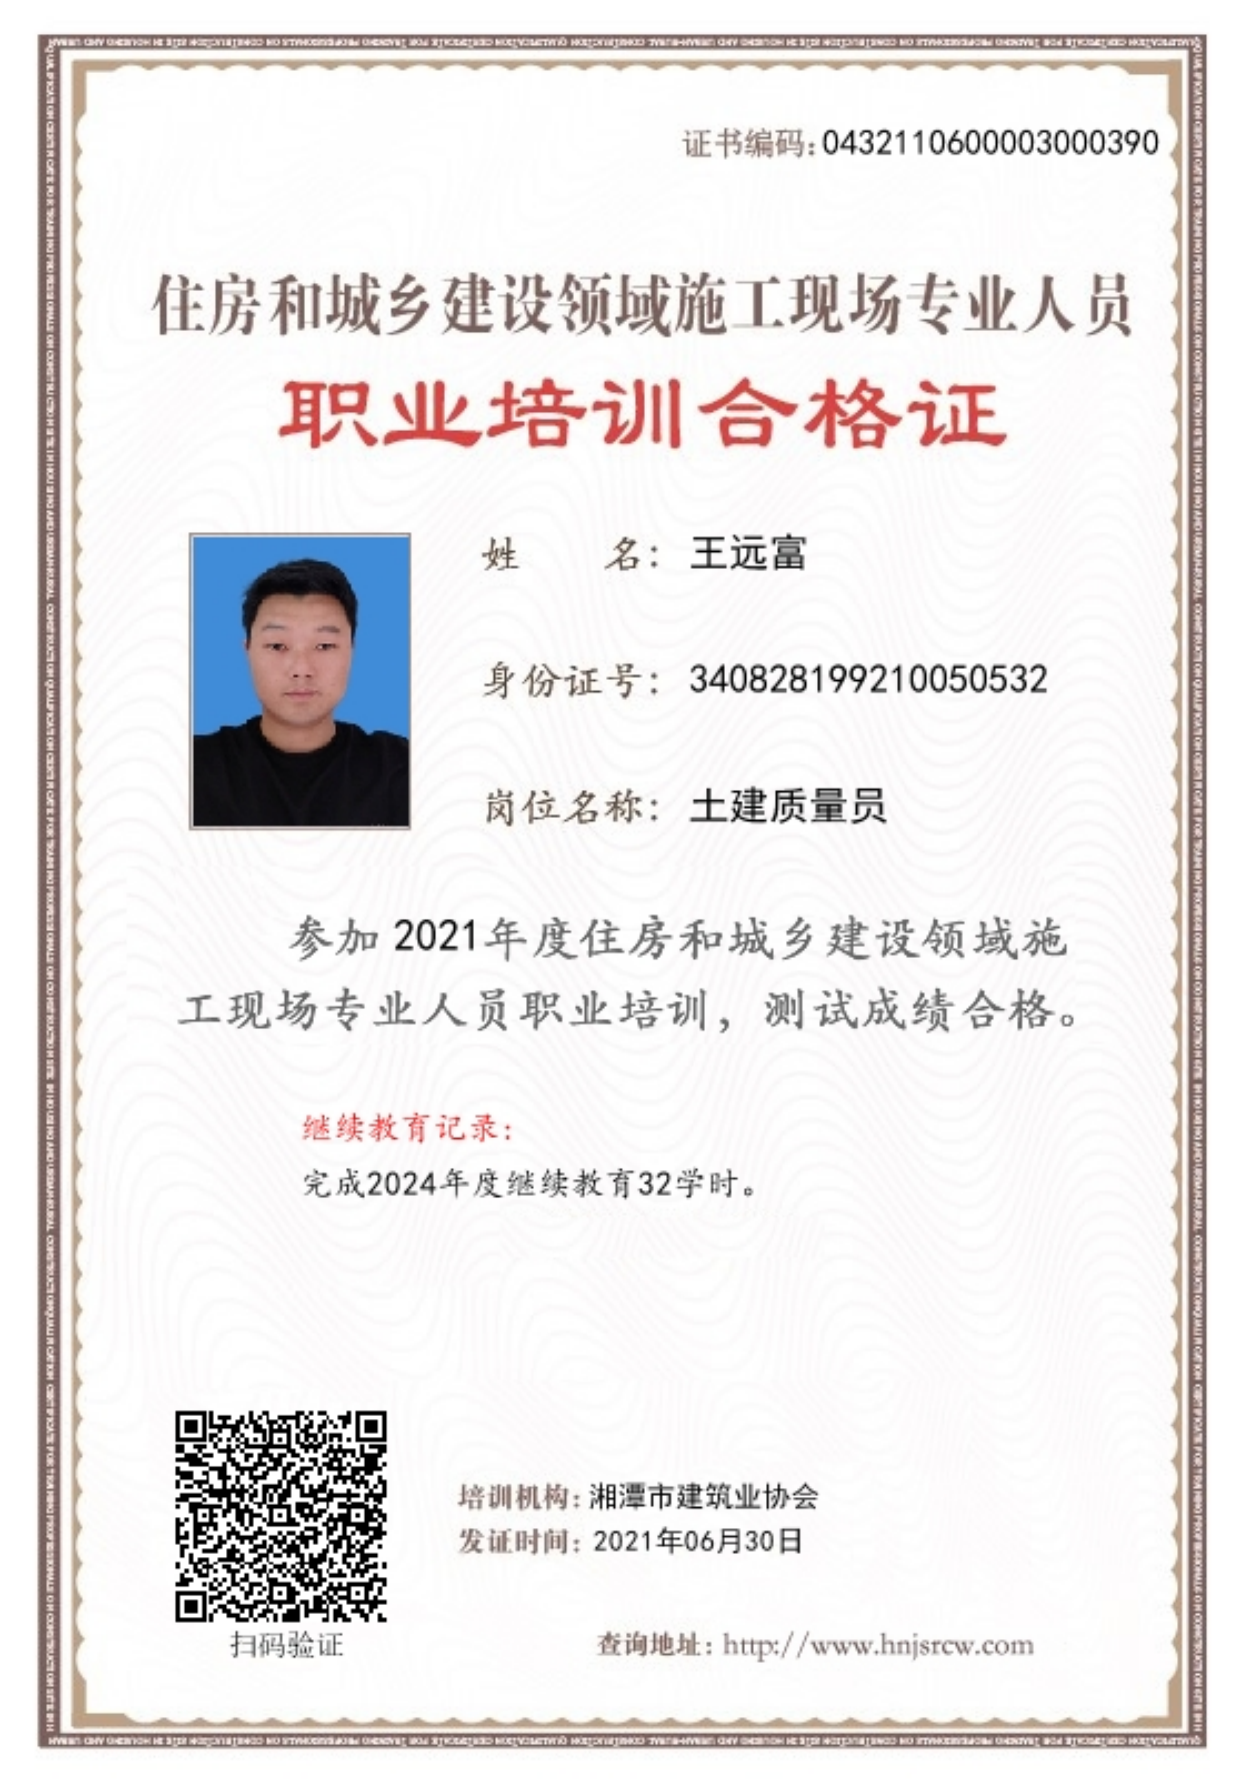 证书编码:0432110600003000390
住房和城乡建设领域施工现场专业人员
职业培训合格证
姓 名: 王远富
身份证号: 340828199210050532
岗位名称: 土建质量员
参加 2021年度住房和城乡建设领域施
工现场专业人员职业培训，测试成绩合格。
继续教育记录:
完成2024年度继续教育32学时。
培训机构: 湘潭市建筑业协会
发证时间: 2021年06月30日
扫码验证
查询地址: http://www.hnjsrcw.com